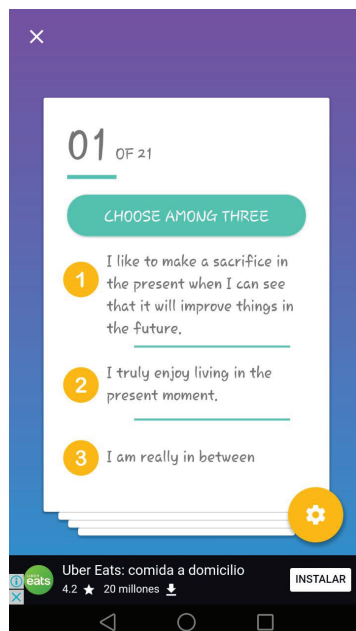 01 OF 21
CHOOSE AMONG THREE
1 I like to make a sacrifice in
the present when I can see
that it will improve things in
the future.
2 I truly enjoy living in the
present moment.
3 I am really in between
Uber Eats: comida a domicilio
4.2 ★ 20 millones
INSTALAR
Uber
eats